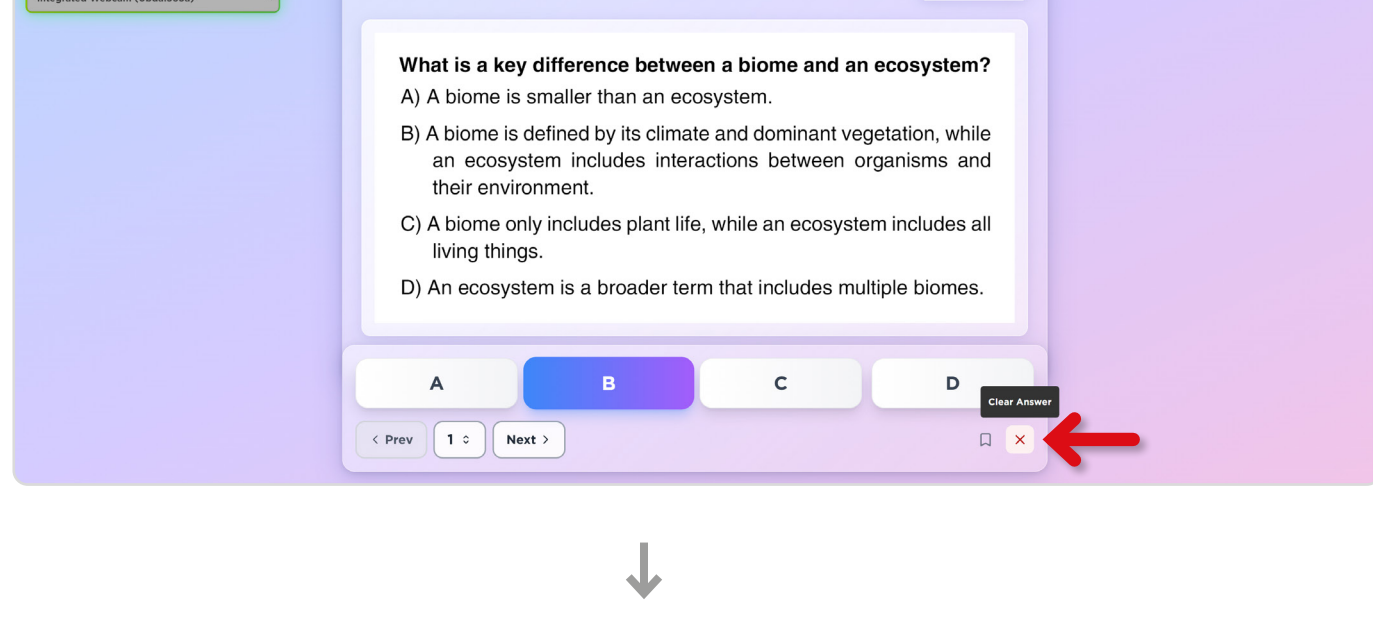 What is a key difference between a biome and an ecosystem?
A) A biome is smaller than an ecosystem.
B) A biome is defined by its climate and dominant vegetation, while
an ecosystem includes interactions between organisms and
their environment.
C) A biome only includes plant life, while an ecosystem includes all
living things.
D) An ecosystem is a broader term that includes multiple biomes.
A
B
C
D
Clear Answer
< Prev
1
Next >